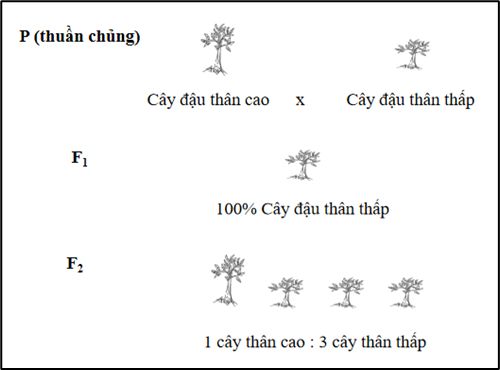 P (thuần chủng)
Cây đậu thân cao x Cây đậu thân thấp
F₁
100% Cây đậu thân thấp
F₂
1 cây thân cao : 3 cây thân thấp